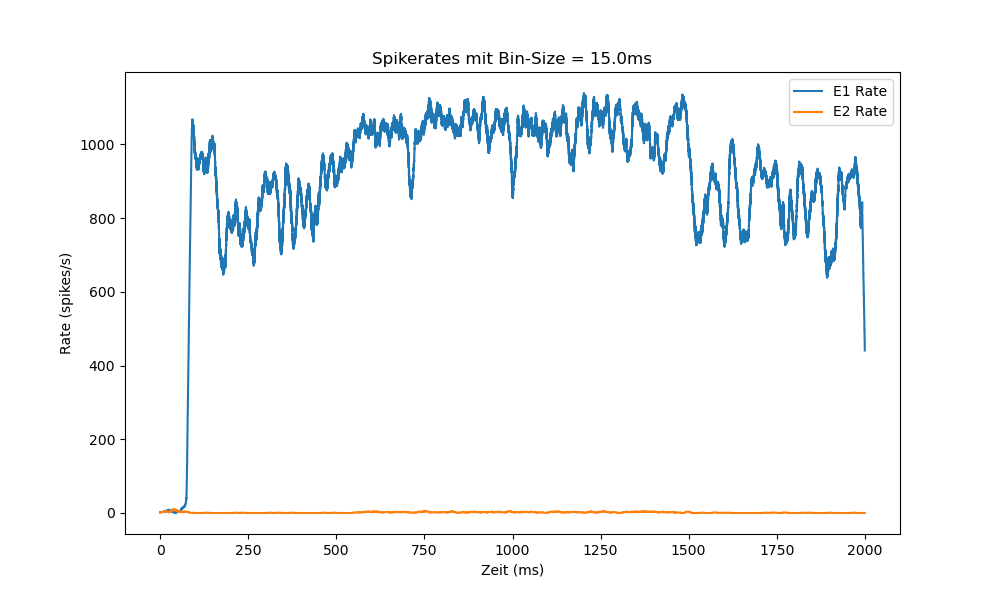 Spikerates mit Bin-Size = 15.0ms
E1 Rate
E2 Rate
Rate (spikes/s)
1000
800
600
400
200
0
0 250 500 750 1000 1250 1500 1750 2000
Zeit (ms)